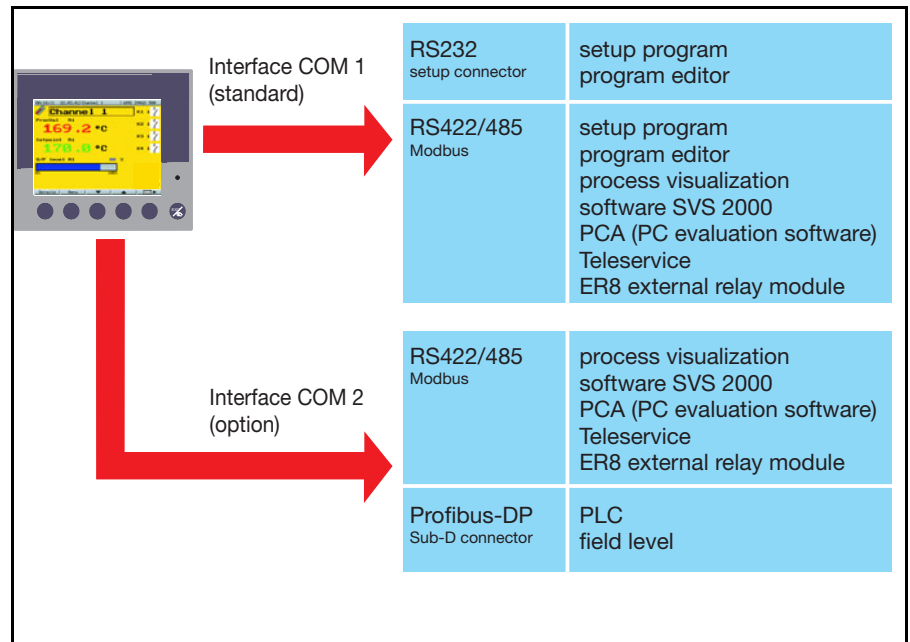 Channel 1
169.2 °C
170.0 °C
Interface COM 1
(standard)
RS232
setup connector
setup program
program editor
RS422/485
Modbus
setup program
program editor
process visualization
software SVS 2000
PCA (PC evaluation software)
Teleservice
ER8 external relay module
Interface COM 2
(option)
RS422/485
Modbus
process visualization
software SVS 2000
PCA (PC evaluation software)
Teleservice
ER8 external relay module
Profibus-DP
Sub-D connector
PLC
field level